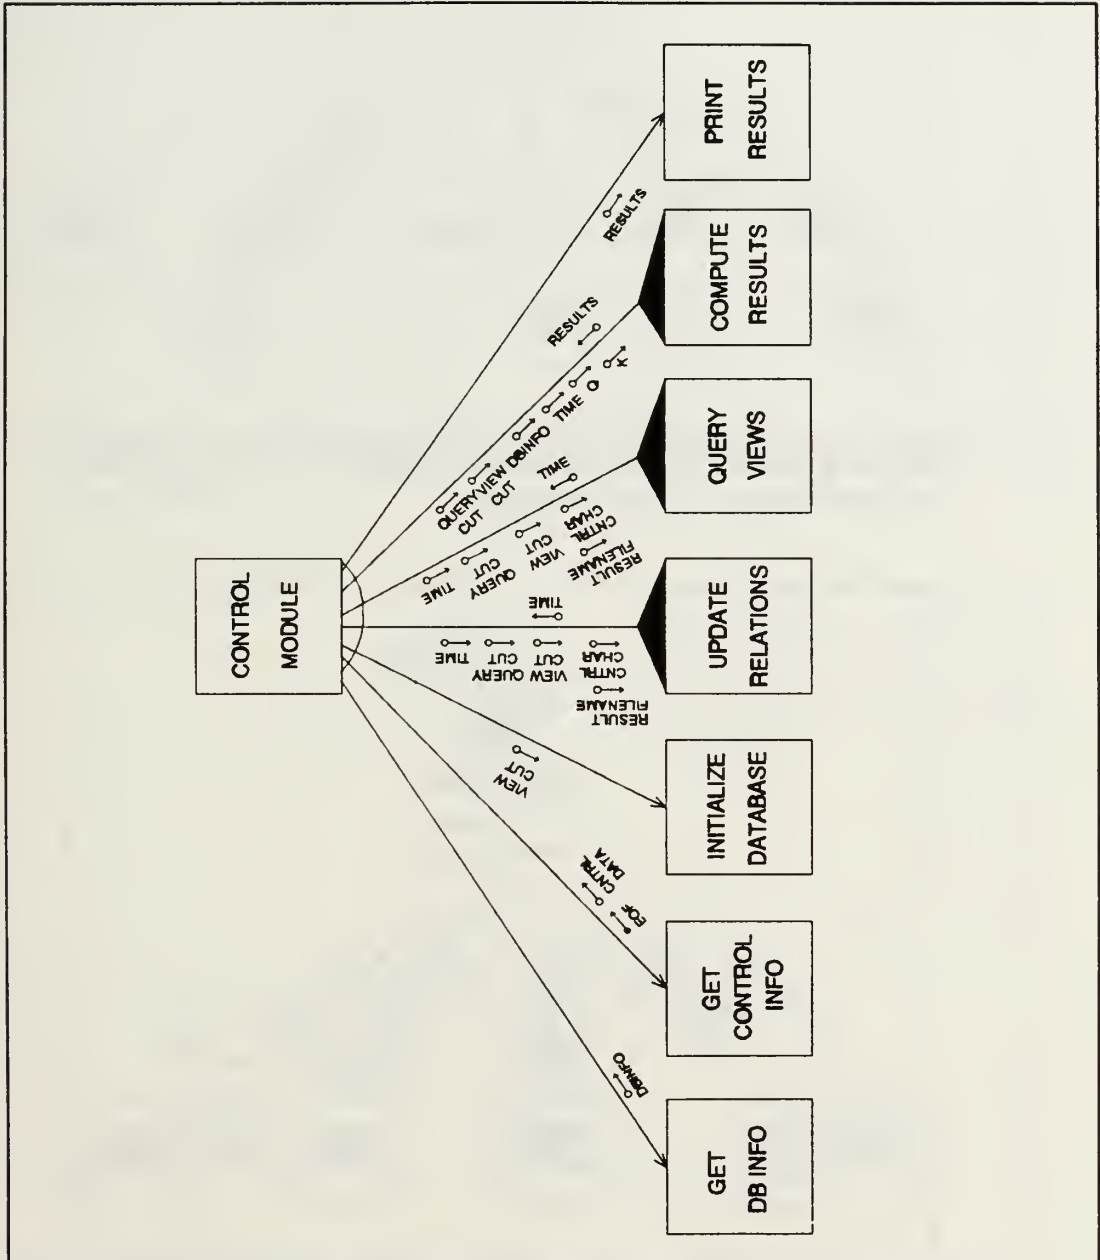 CONTROL
MODULE
DBINFO
EOF
CNTRL
DATA
VIEW
CUT
TIME
QUERY
CUT
VIEW
CUT
CNTRL
CHAR
RESULT
FILENAME
TIME
TIME
QUERY
CUT
VIEW
CUT
CNTRL
CHAR
RESULT
FILENAME
TIME
QUERY
CUT
VIEW
CUT
DBINFO
TIME
Q
K
RESULTS
RESULTS
GET
DB INFO
GET
CONTROL
INFO
INITIALIZE
DATABASE
UPDATE
RELATIONS
QUERY
VIEWS
COMPUTE
RESULTS
PRINT
RESULTS